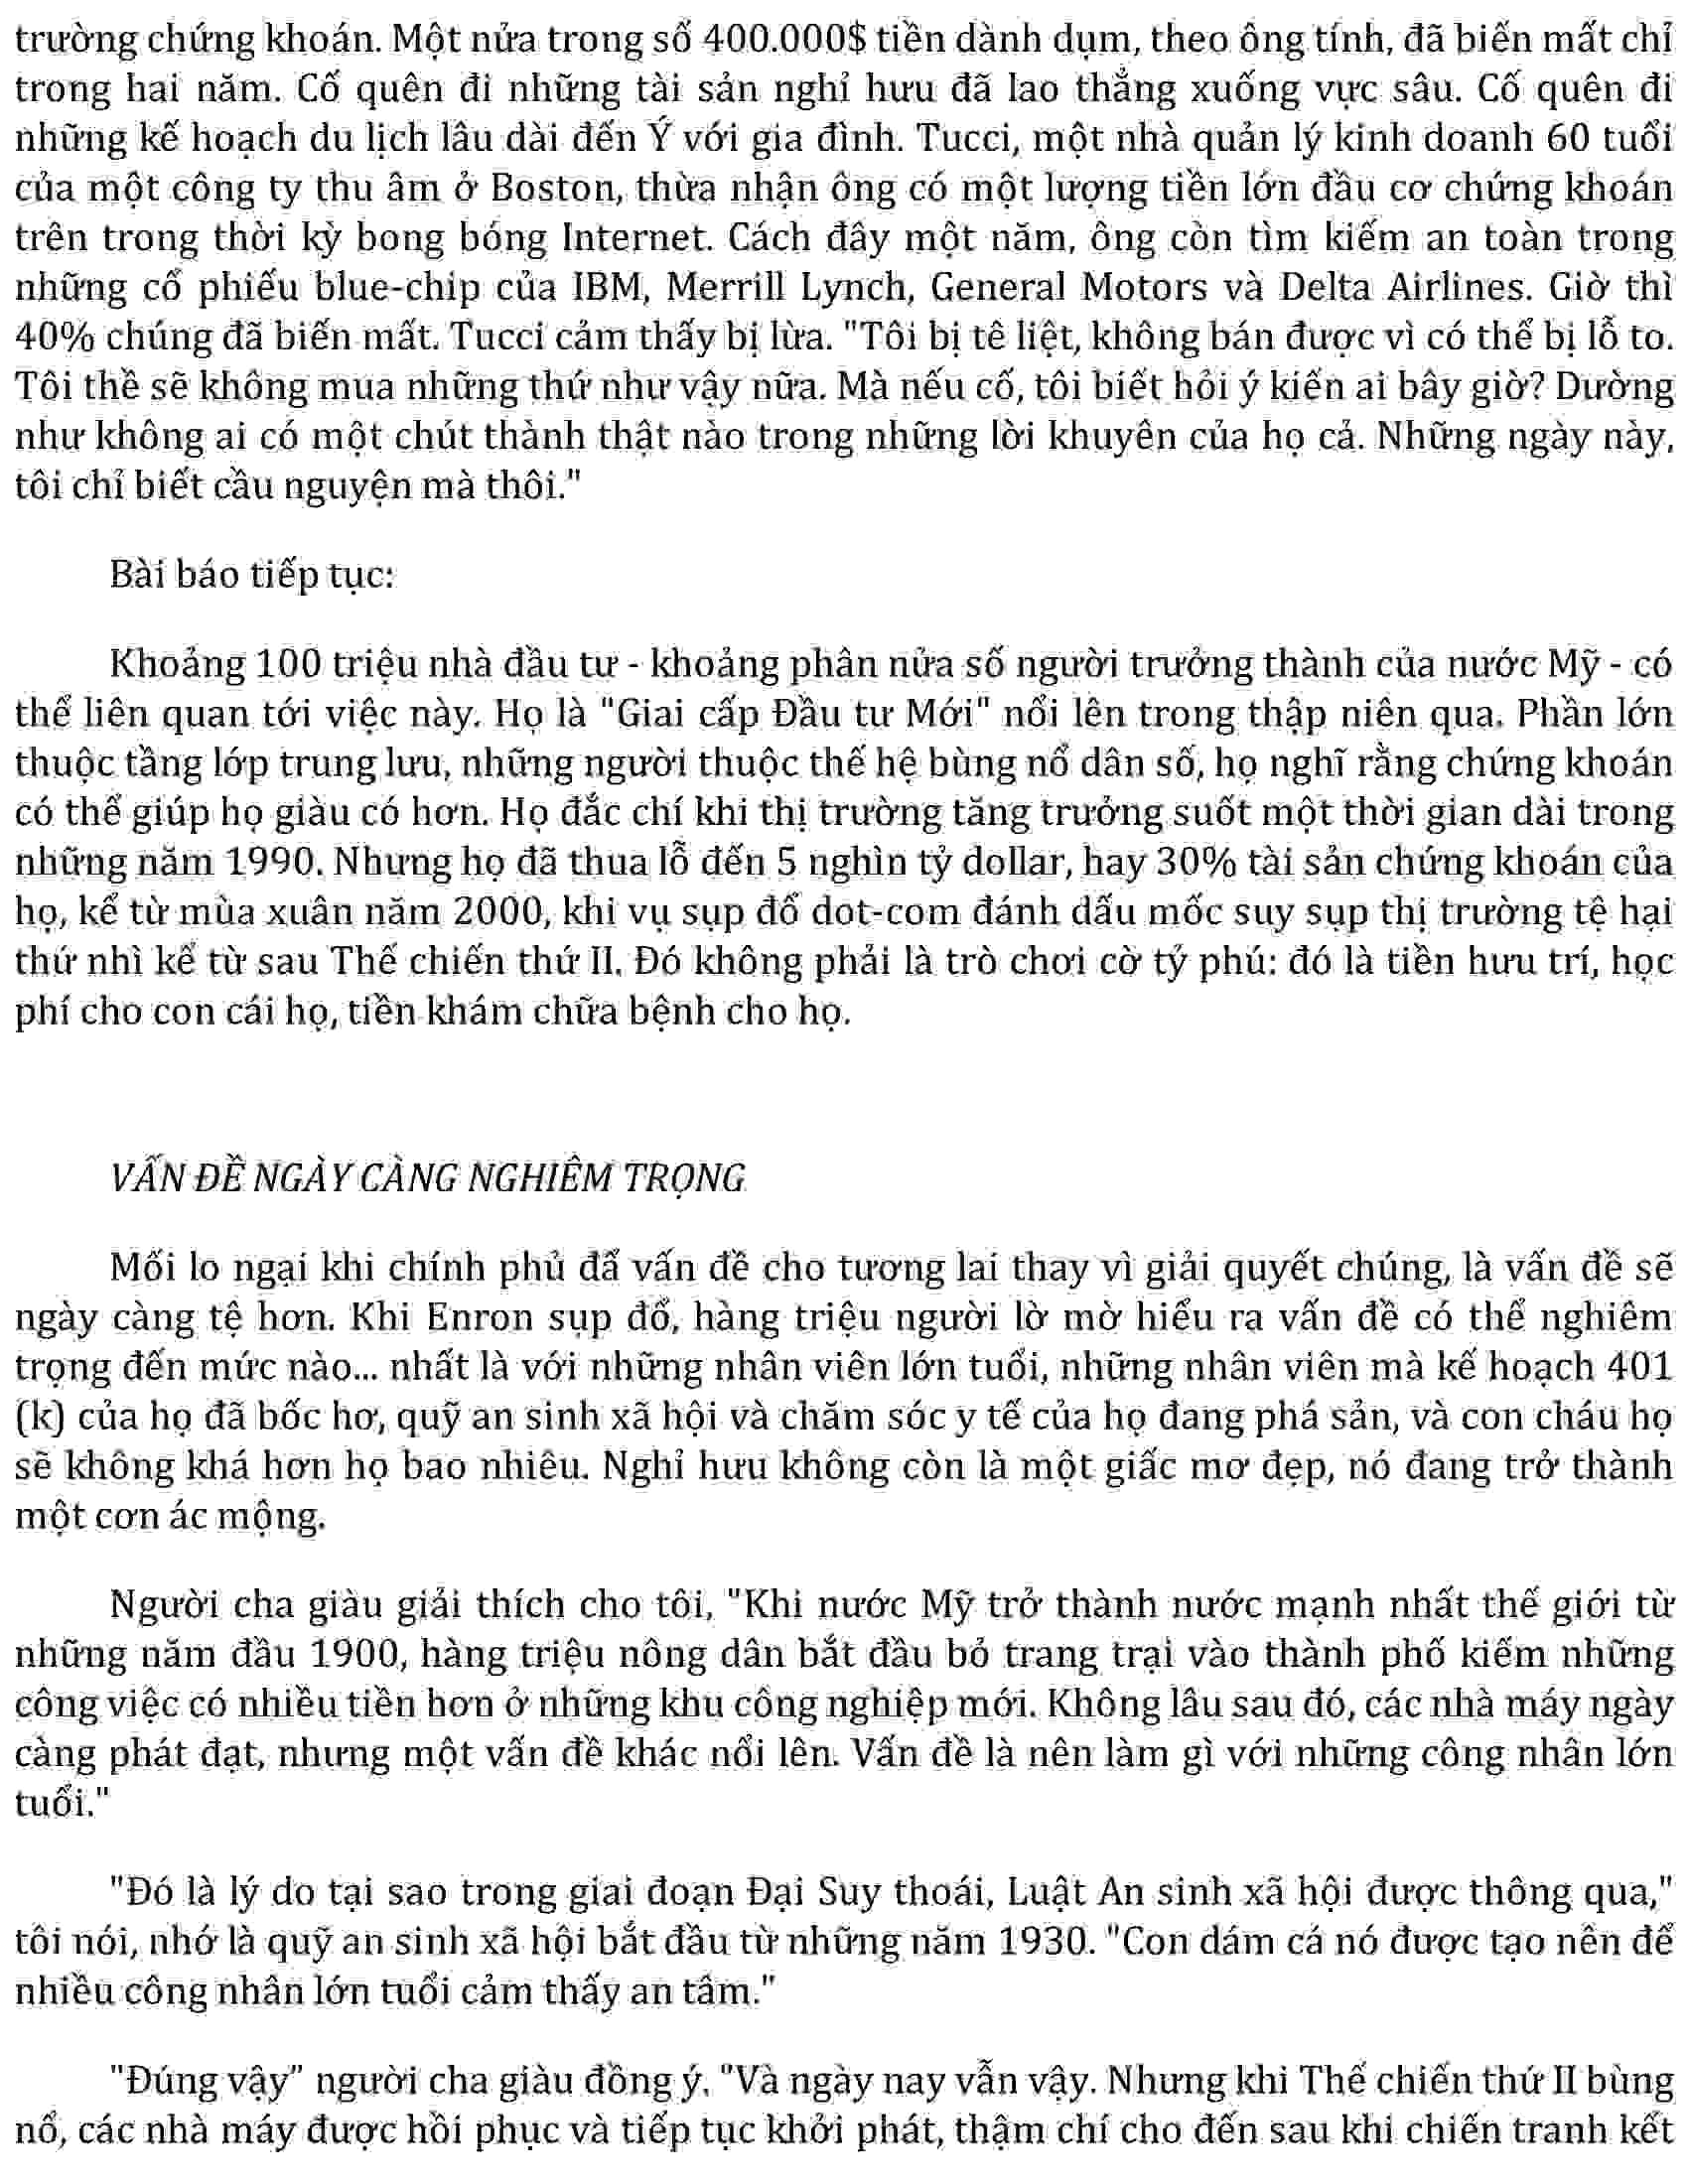 trường chứng khoán. Một nửa trong số 400.000$ tiền dành dụm, theo ông tính, đã biến mất chỉ
trong hai năm. Cố quên đi những tài sản nghỉ hưu đã lao thẳng xuống vực sâu. Cố quên đi
những kế hoạch du lịch lâu dài đến Ý với gia đình. Tucci, một nhà quản lý kinh doanh 60 tuổi
của một công ty thu âm ở Boston, thừa nhận ông có một lượng tiền lớn đầu cơ chứng khoán
trên trong thời kỳ bong bóng Internet. Cách đây một năm, ông còn tìm kiếm an toàn trong
những cổ phiếu blue-chip của IBM, Merrill Lynch, General Motors và Delta Airlines. Giờ thì
40% chúng đã biến mất. Tucci cảm thấy bị lừa. "Tôi bị tê liệt, không bán được vì có thể bị lỗ to.
Tôi thề sẽ không mua những thứ như vậy nữa. Mà nếu cố, tôi biết hỏi ý kiến ai bây giờ? Dường
như không ai có một chút thành thật nào trong những lời khuyên của họ cả. Những ngày này,
tôi chỉ biết cầu nguyện mà thôi."
Bài báo tiếp tục:
Khoảng 100 triệu nhà đầu tư - khoảng phân nửa số người trưởng thành của nước Mỹ - có
thể liên quan tới việc này. Họ là "Giai cấp Đầu tư Mới" nổi lên trong thập niên qua. Phần lớn
thuộc tầng lớp trung lưu, những người thuộc thế hệ bùng nổ dân số, họ nghĩ rằng chứng khoán
có thể giúp họ giàu có hơn. Họ đắc chí khi thị trường tăng trưởng suốt một thời gian dài trong
những năm 1990. Nhưng họ đã thua lỗ đến 5 nghìn tỷ dollar, hay 30% tài sản chứng khoán của
họ, kể từ mùa xuân năm 2000, khi vụ sụp đổ dot-com đánh dấu mốc suy sụp thị trường tệ hại
thứ nhì kể từ sau Thế chiến thứ II. Đó không phải là trò chơi cờ tỷ phú: đó là tiền hưu trí, học
phí cho con cái họ, tiền khám chữa bệnh cho họ.
VẤN ĐỀ NGÀY CÀNG NGHIÊM TRỌNG
Mối lo ngại khi chính phủ đẩ vấn đề cho tương lai thay vì giải quyết chúng, là vấn đề sẽ
ngày càng tệ hơn. Khi Enron sụp đổ, hàng triệu người lờ mờ hiểu ra vấn đề có thể nghiêm
trọng đến mức nào... nhất là với những nhân viên lớn tuổi, những nhân viên mà kế hoạch 401
(k) của họ đã bốc hơ, quỹ an sinh xã hội và chăm sóc y tế của họ đang phá sản, và con cháu họ
sẽ không khá hơn họ bao nhiêu. Nghỉ hưu không còn là một giấc mơ đẹp, nó đang trở thành
một cơn ác mộng.
Người cha giàu giải thích cho tôi, "Khi nước Mỹ trở thành nước mạnh nhất thế giới từ
những năm đầu 1900, hàng triệu nông dân bắt đầu bỏ trang trại vào thành phố kiếm những
công việc có nhiều tiền hơn ở những khu công nghiệp mới. Không lâu sau đó, các nhà máy ngày
càng phát đạt, nhưng một vấn đề khác nổi lên. Vấn đề là nên làm gì với những công nhân lớn
tuổi."
"Đó là lý do tại sao trong giai đoạn Đại Suy thoái, Luật An sinh xã hội được thông qua,"
tôi nói, nhớ là quỹ an sinh xã hội bắt đầu từ những năm 1930. "Con dám cá nó được tạo nên để
nhiều công nhân lớn tuổi cảm thấy an tâm."
"Đúng vậy" người cha giàu đồng ý. "Và ngày nay vẫn vậy. Nhưng khi Thế chiến thứ II bùng
nổ, các nhà máy được hồi phục và tiếp tục khởi phát, thậm chí cho đến sau khi chiến tranh kết